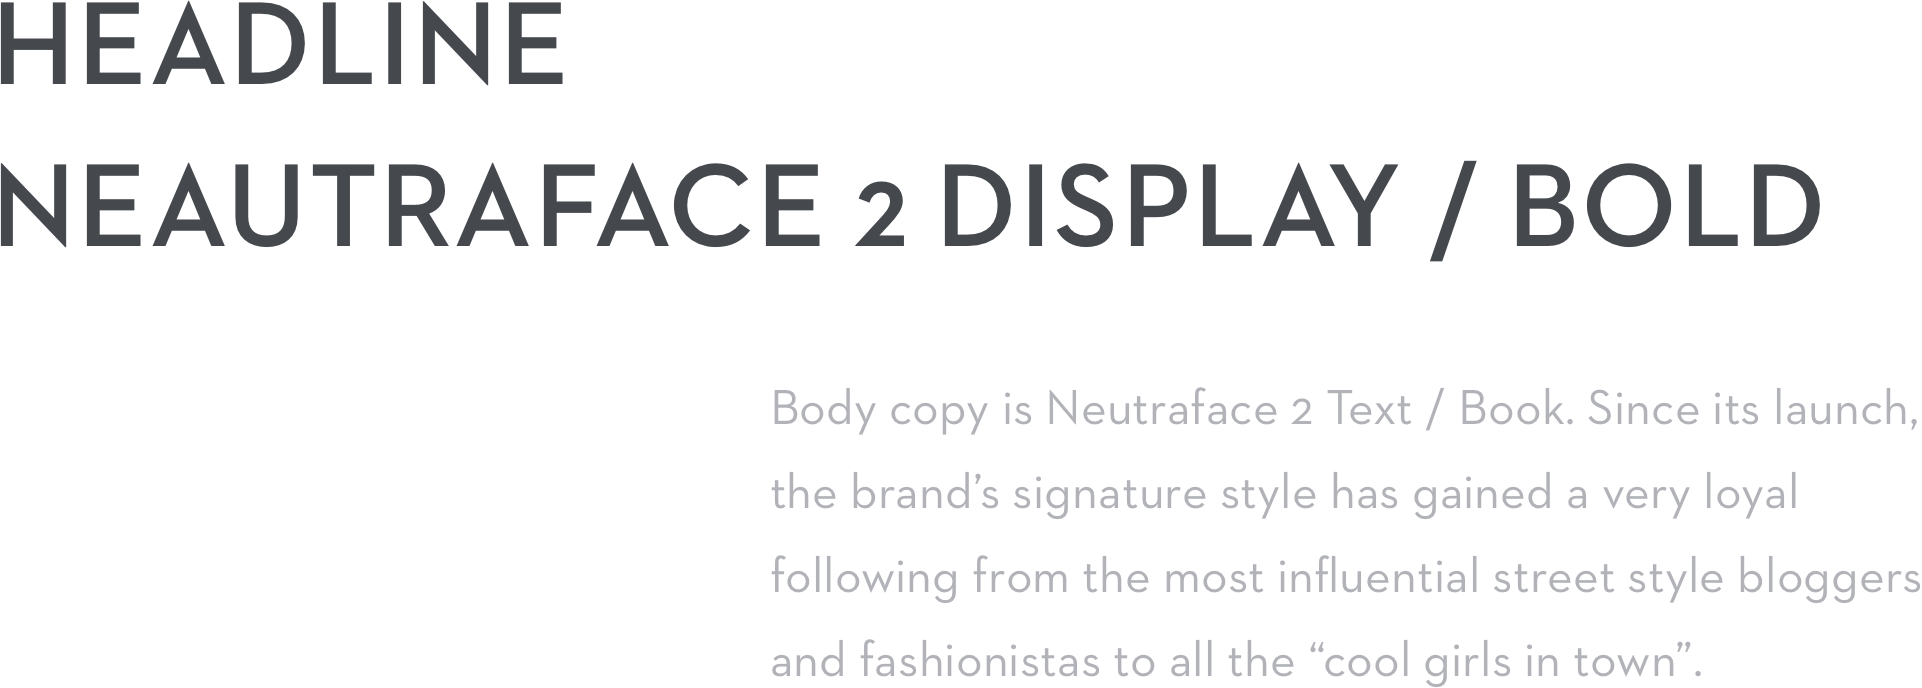 HEADLINE
NEAUTRAFACE 2 DISPLAY / BOLD
Body copy is Neutraface 2 Text / Book. Since its launch,
the brand’s signature style has gained a very loyal
following from the most influential street style bloggers
and fashionistas to all the “cool girls in town”.